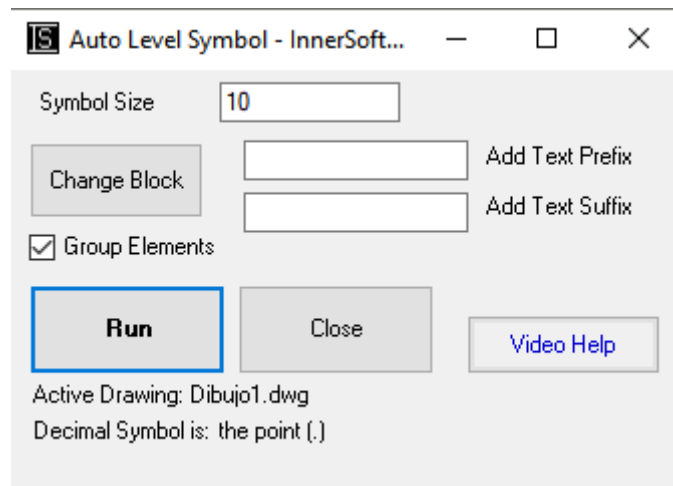 Auto Level Symbol - InnerSoft...
Symbol Size 10
Change Block
Add Text Prefix
Add Text Suffix
Group Elements
Run Close
Video Help
Active Drawing: Dibujo1.dwg
Decimal Symbol is: the point (.)